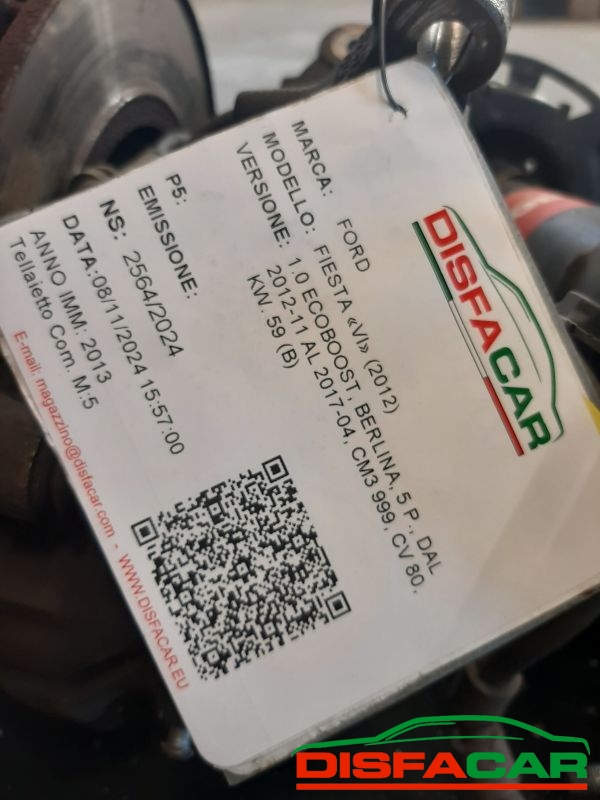 DISFACAR
MARCA: FORD
MODELLO: FIESTA «VI» (2012)
VERSIONE: 1.0 ECOBOOST, BERLINA, 5 P., DAL
2012-11 AL 2017-04, CM3 999, CV 80,
KW. 59 (B)
P5:
EMISSIONE:
NS: 2564/2024
DATA:08/11/2024 15:57:00
ANNO IMM: 2013
Tellaietto Com. M:5
E-mail: magazzino@disfacar.com - WWW.DISFACAR.EU
DISFACAR